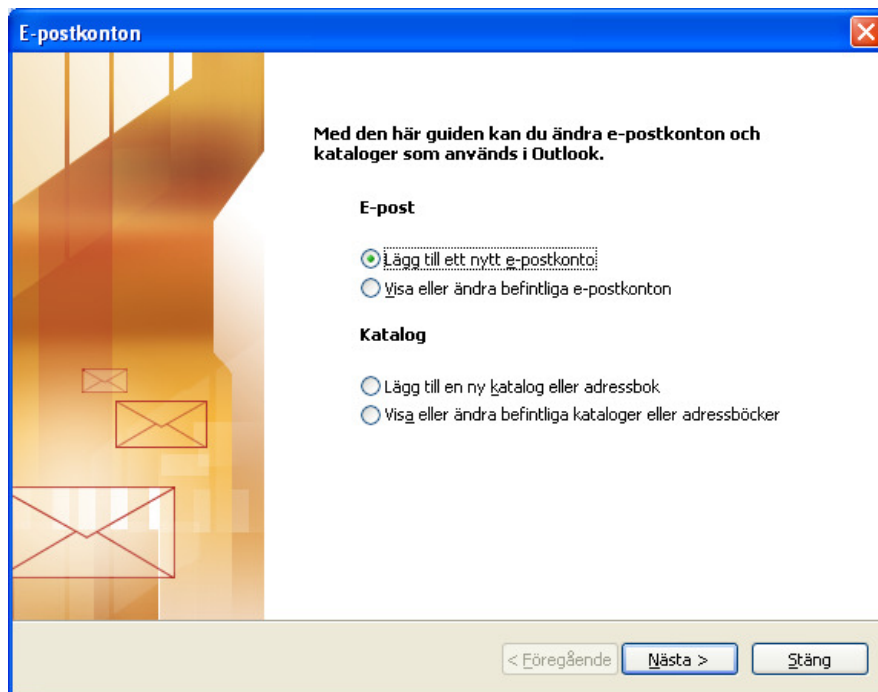 E-postkonton
Med den här guiden kan du ändra e-postkonton och
kataloger som används i Outlook.
E-post
Lägg till ett nytt e-postkonto
Visa eller ändra befintliga e-postkonton
Katalog
Lägg till en ny katalog eller adressbok
Visa eller ändra befintliga kataloger eller adressböcker
< Föregående
Nästa >
Stäng